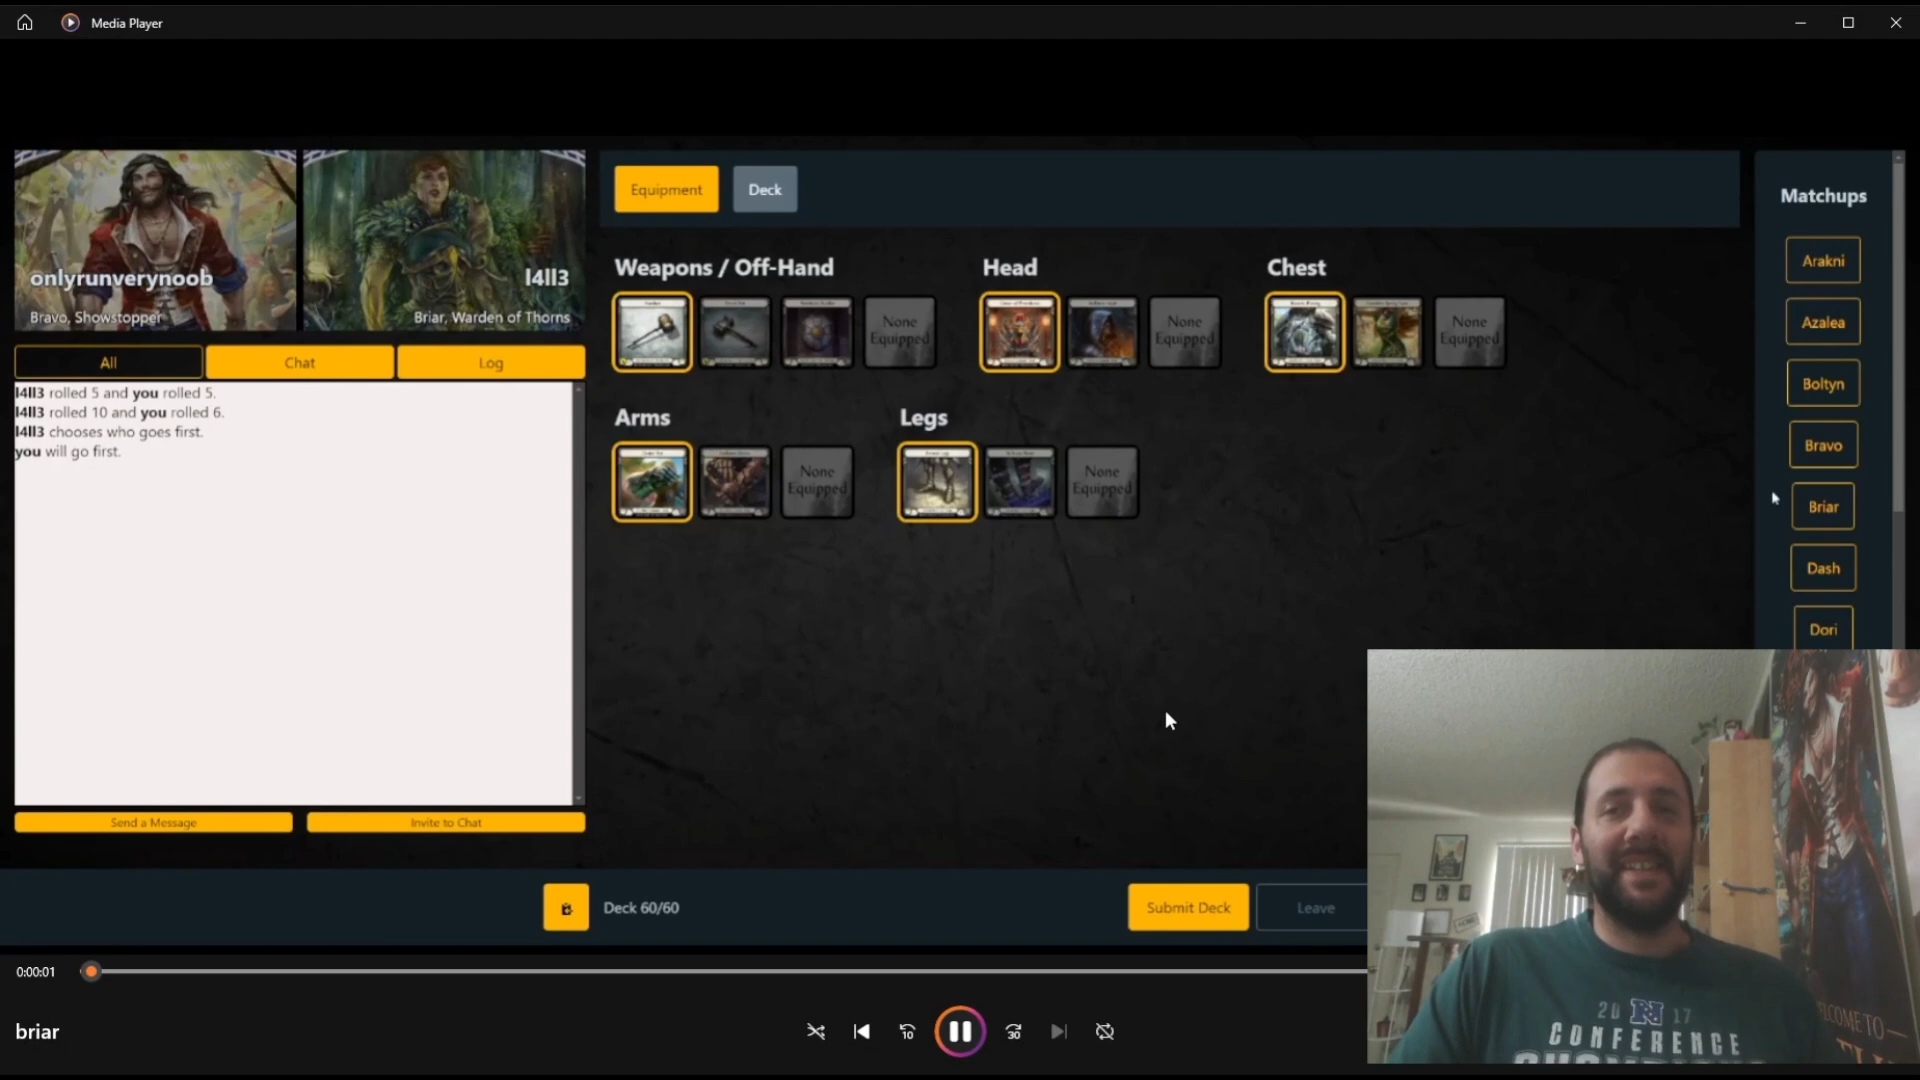 Media Player
onlyrunverynoob
Bravo, Showstopper
l4ll3
Briar, Warden of Thorns
All
Chat
Log
l4ll3 rolled 5 and you rolled 5.
l4ll3 rolled 10 and you rolled 6.
l4ll3 chooses who goes first.
you will go first.
Send a Message
Invite to Chat
Equipment
Deck
Weapons / Off-Hand
None Equipped
Head
None Equipped
Chest
None Equipped
Arms
None Equipped
Legs
None Equipped
Matchups
Arakni
Azalea
Boltyn
Bravo
Briar
Dash
Dori
Deck 60/60
Submit Deck
Leave
0:00:01
briar
10
30
20 N 17
CONFERENCE